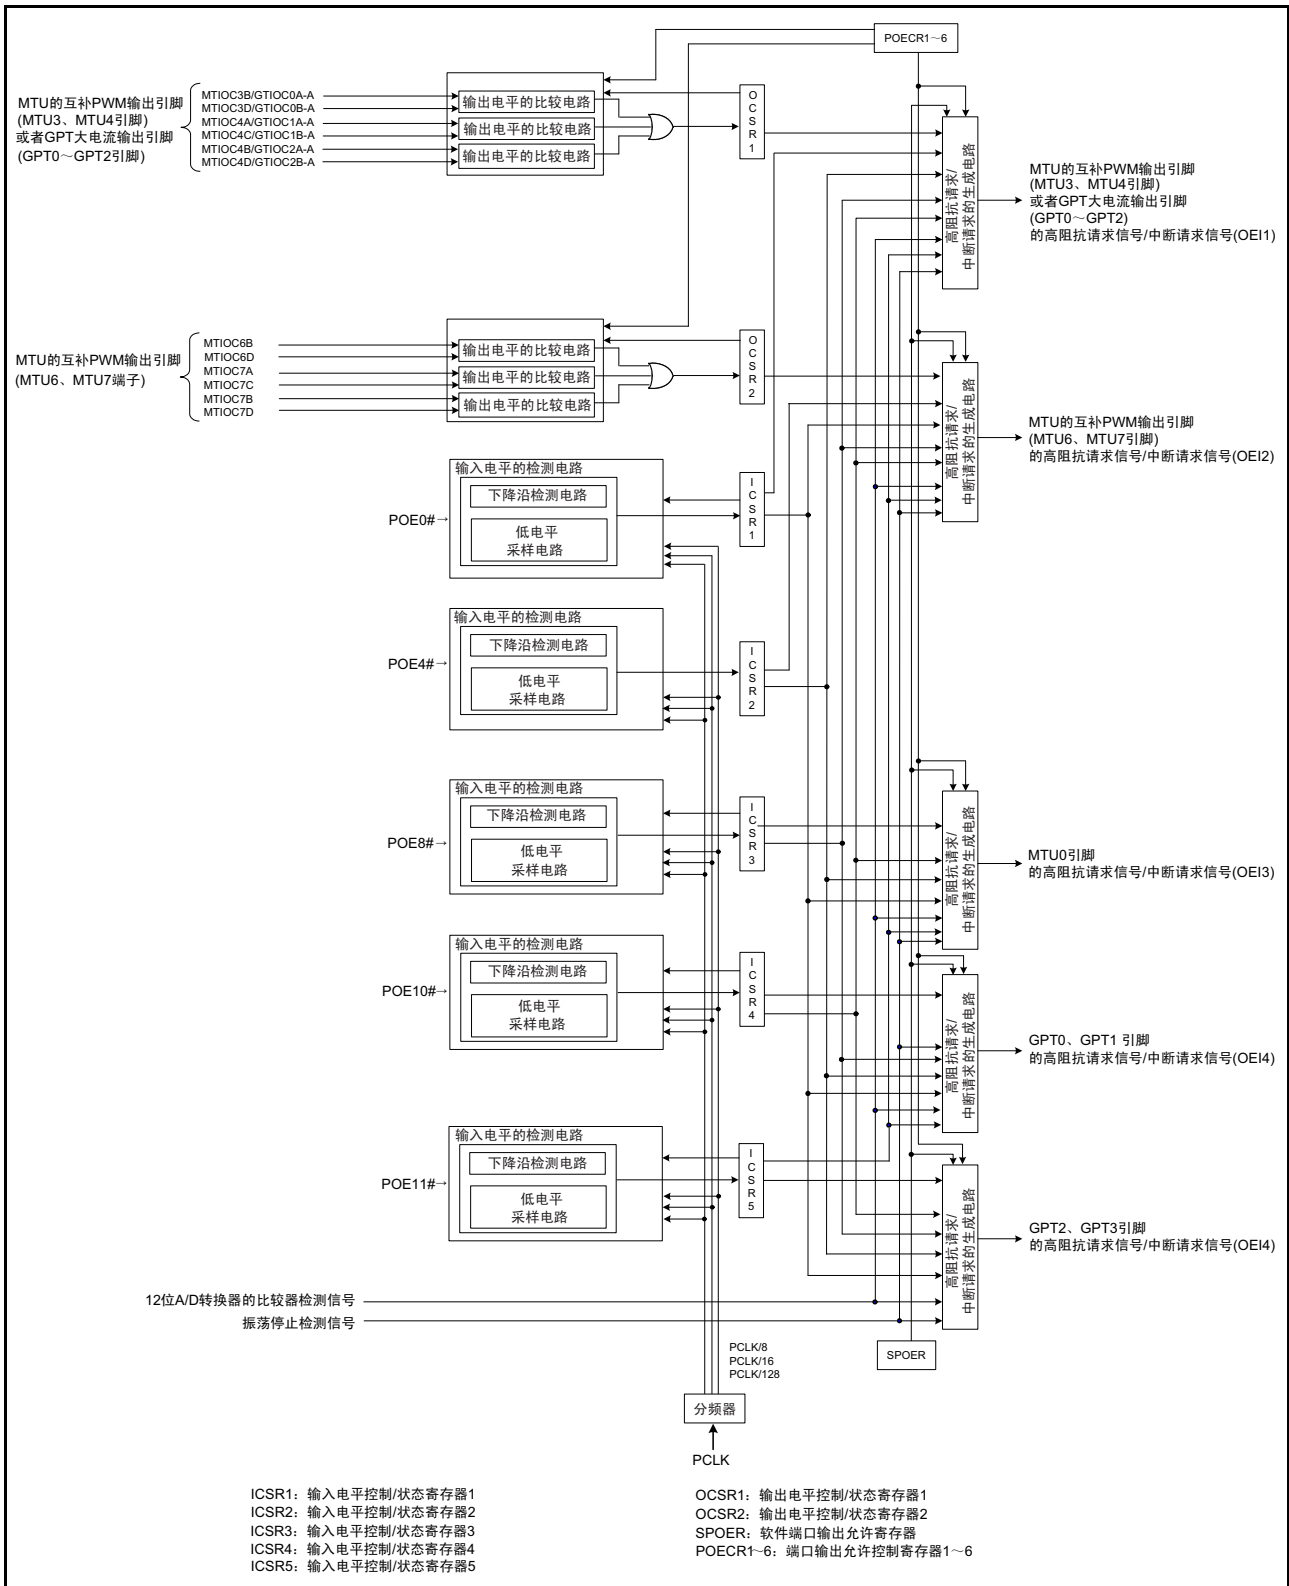 POECR1～6
MTU的互补PWM输出引脚
(MTU3、MTU4引脚)
或者GPT大电流输出引脚
(GPT0～GPT2引脚)
MTIOC3B/GTIOC0A-A
MTIOC3D/GTIOC0B-A
MTIOC4A/GTIOC1A-A
MTIOC4C/GTIOC1B-A
MTIOC4B/GTIOC2A-A
MTIOC4D/GTIOC2B-A
输出电平的比较电路
输出电平的比较电路
输出电平的比较电路
OCSR1
高阻抗请求/
中断请求的生成电路
MTU的互补PWM输出引脚
(MTU3、MTU4引脚)
或者GPT大电流输出引脚
(GPT0～GPT2)
的高阻抗请求信号/中断请求信号(OEI1)
MTU的互补PWM输出引脚
(MTU6、MTU7端子)
MTIOC6B
MTIOC6D
MTIOC7A
MTIOC7C
MTIOC7B
MTIOC7D
输出电平的比较电路
输出电平的比较电路
输出电平的比较电路
OCSR2
高阻抗请求/
中断请求的生成电路
MTU的互补PWM输出引脚
(MTU6、MTU7引脚)
的高阻抗请求信号/中断请求信号(OEI2)
输入电平的检测电路
下降沿检测电路
POE0#→
低电平
采样电路
ICSR1
输入电平的检测电路
下降沿检测电路
POE4#→
低电平
采样电路
ICSR2
输入电平的检测电路
下降沿检测电路
POE8#→
低电平
采样电路
ICSR3
高阻抗请求/
中断请求的生成电路
MTU0引脚
的高阻抗请求信号/中断请求信号(OEI3)
输入电平的检测电路
下降沿检测电路
POE10#→
低电平
采样电路
ICSR4
高阻抗请求/
中断请求的生成电路
GPT0、GPT1 引脚
的高阻抗请求信号/中断请求信号(OEI4)
输入电平的检测电路
下降沿检测电路
POE11#→
低电平
采样电路
ICSR5
高阻抗请求/
中断请求的生成电路
GPT2、GPT3引脚
的高阻抗请求信号/中断请求信号(OEI4)
12位A/D转换器的比较器检测信号
振荡停止检测信号
PCLK/8
PCLK/16
PCLK/128
SPOER
分频器
PCLK
ICSR1：输入电平控制/状态寄存器1
ICSR2：输入电平控制/状态寄存器2
ICSR3：输入电平控制/状态寄存器3
ICSR4：输入电平控制/状态寄存器4
ICSR5：输入电平控制/状态寄存器5
OCSR1：输出电平控制/状态寄存器1
OCSR2：输出电平控制/状态寄存器2
SPOER：软件端口输出允许寄存器
POECR1～6：端口输出允许控制寄存器1～6